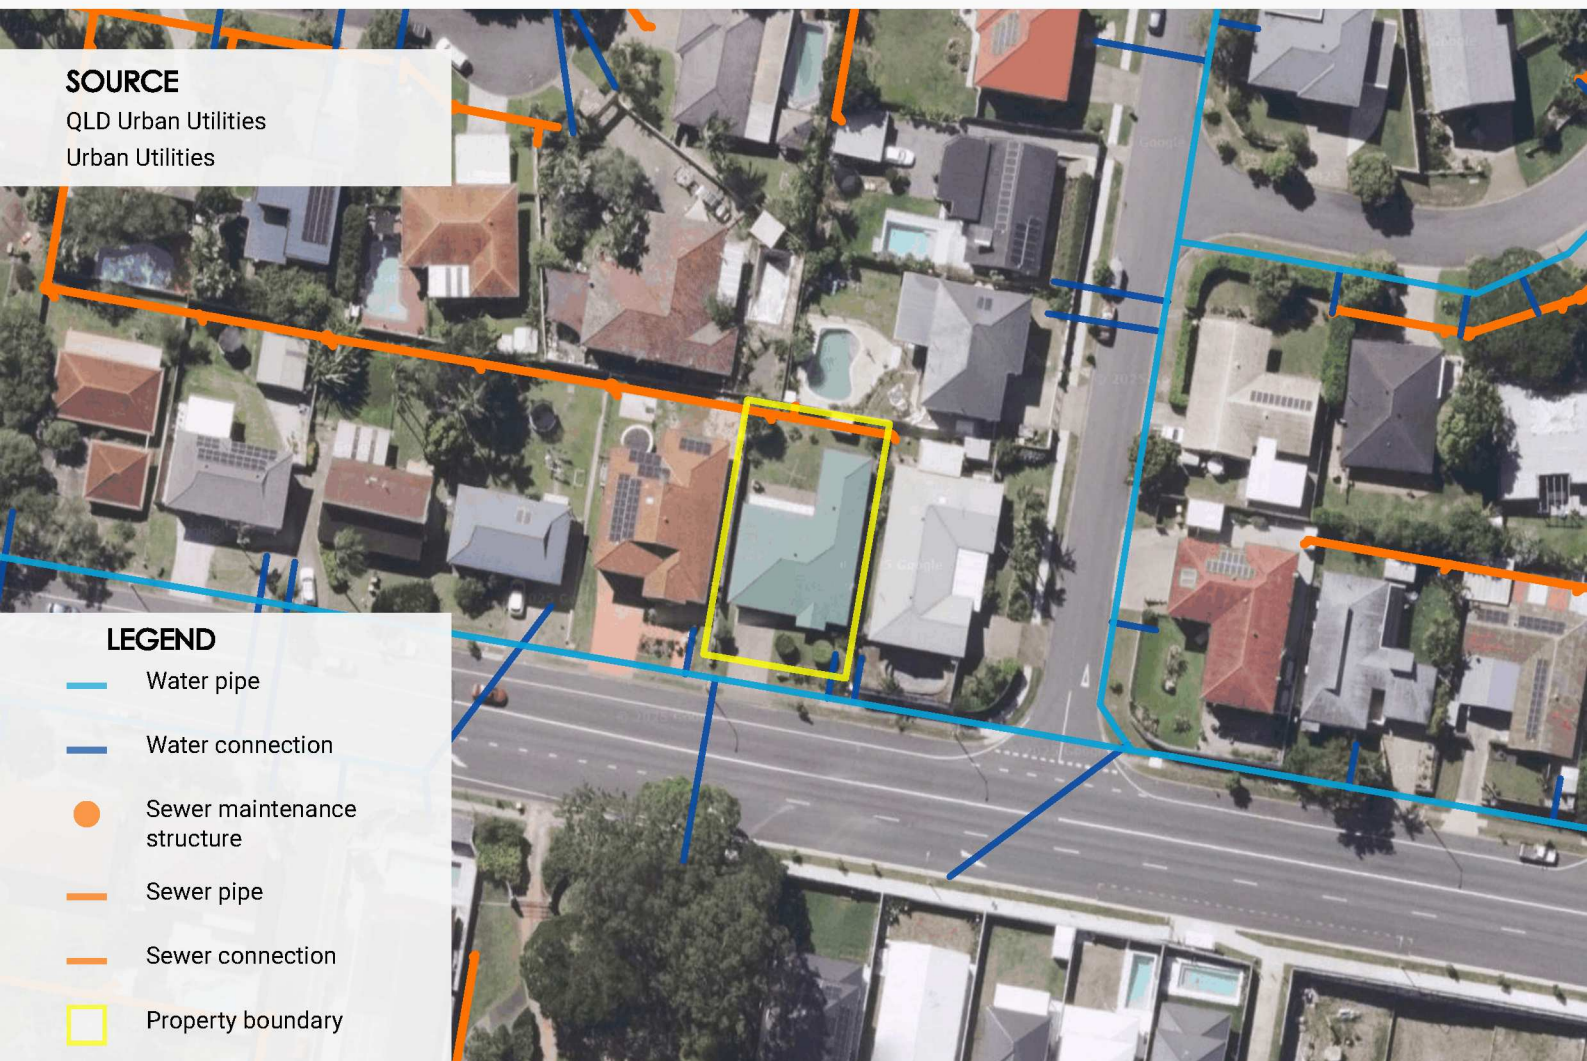 SOURCE
QLD Urban Utilities
Urban Utilities
Google
LEGEND
Water pipe
Water connection
Sewer maintenance
structure
Sewer pipe
Sewer connection
Property boundary